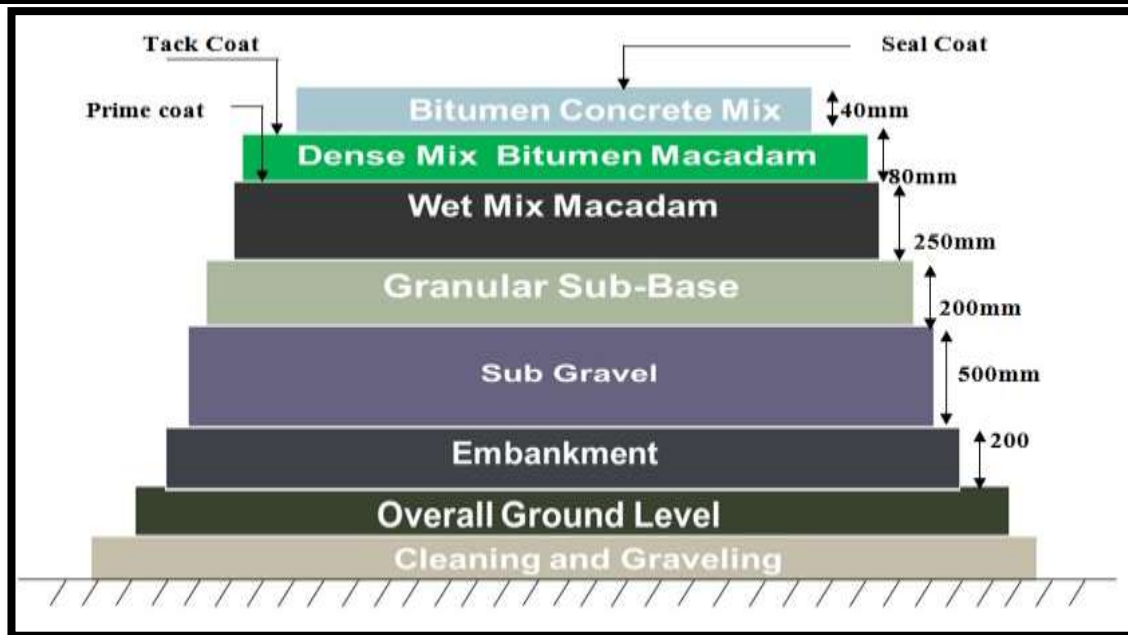 Tack Coat
Seal Coat
Prime coat
Bitumen Concrete Mix
40mm
Dense Mix Bitumen Macadam
80mm
Wet Mix Macadam
250mm
Granular Sub-Base
200mm
Sub Gravel
500mm
Embankment
200
Overall Ground Level
Cleaning and Graveling